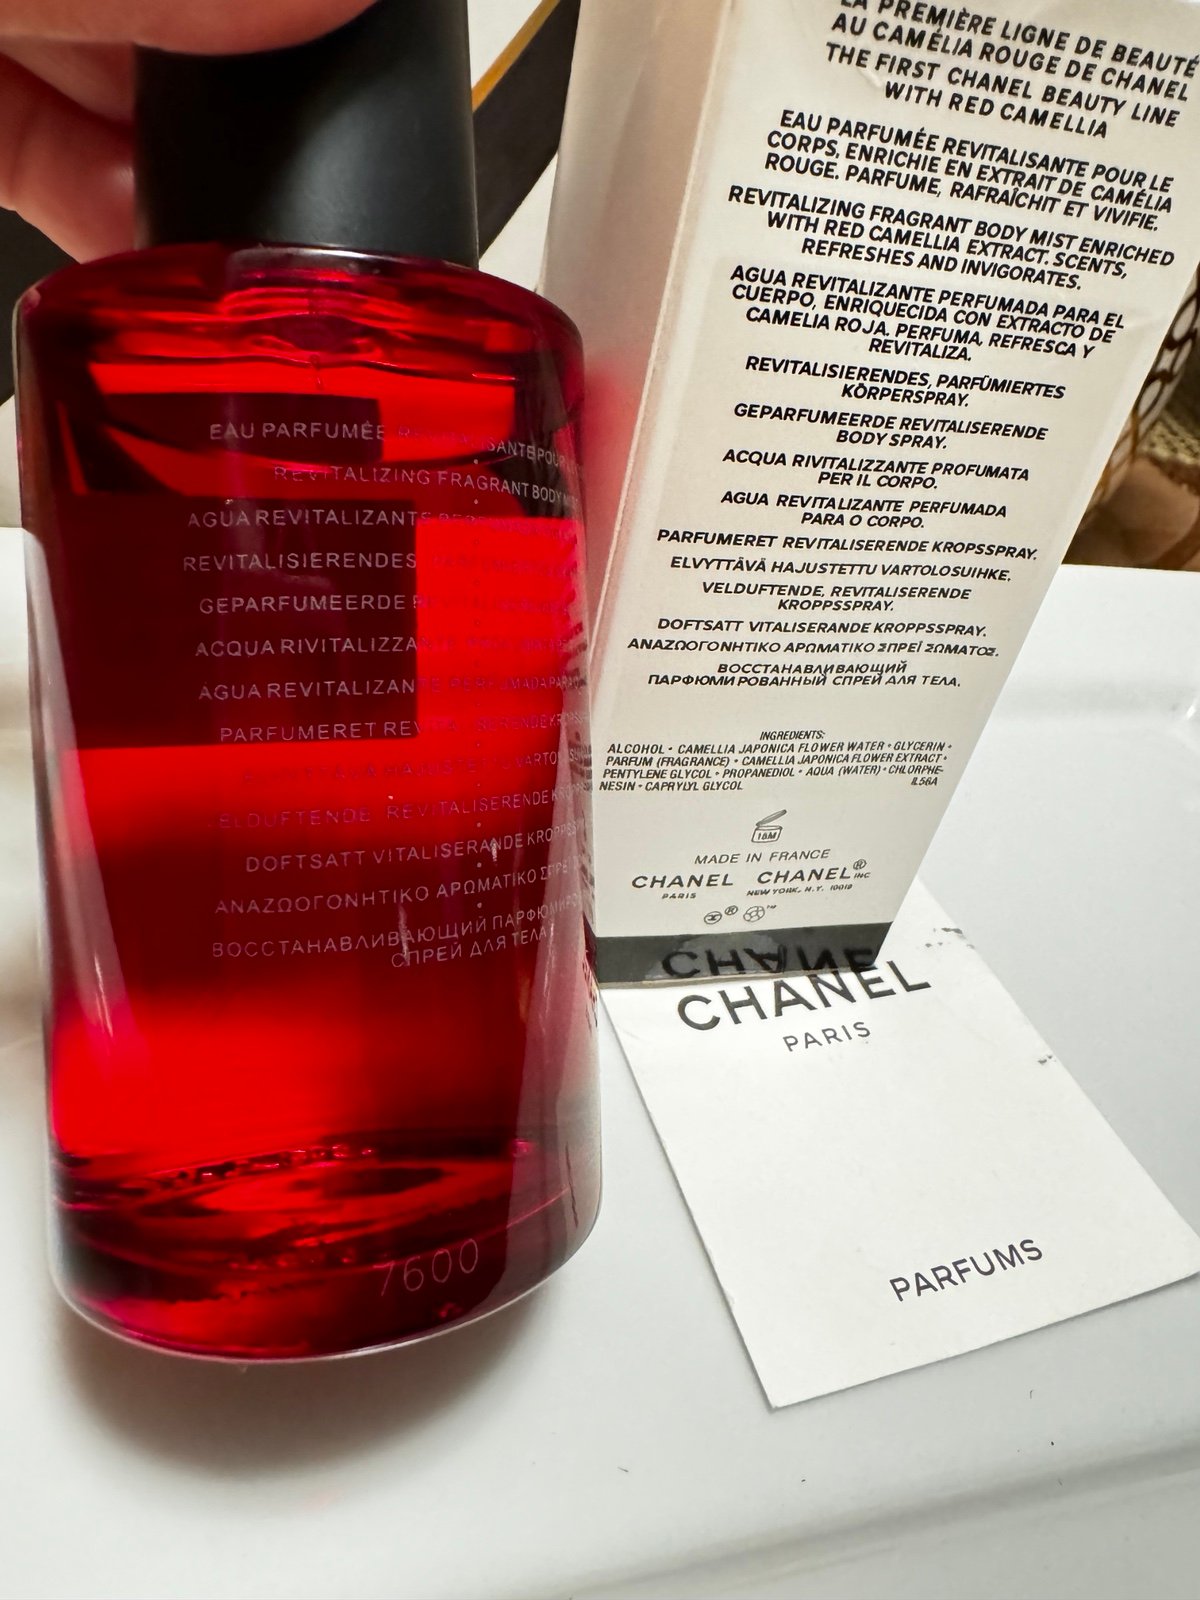 LA PREMIÈRE LIGNE DE BEAUTÉ
AU CAMÉLIA ROUGE DE CHANEL
THE FIRST CHANEL BEAUTY LINE
WITH RED CAMELLIA
EAU PARFUMÉE REVITALISANTE POUR LE
CORPS, ENRICHIE EN EXTRAIT DE CAMÉLIA
ROUGE. PARFUME, RAFRAÎCHIT ET VIVIFIE.
REVITALIZING FRAGRANT BODY MIST ENRICHED
WITH RED CAMELLIA EXTRACT. SCENTS,
REFRESHES AND INVIGORATES.
AGUA REVITALIZANTE PERFUMADA PARA EL
CUERPO, ENRIQUECIDA CON EXTRACTO DE
CAMELIA ROJA. PERFUMA, REFRESCA Y
REVITALIZA.
REVITALISIERENDES, PARFÜMIERTES
KÖRPERSPRAY.
GEPARFUMEERDE REVITALISERENDE
BODY SPRAY.
ACQUA RIVITALIZZANTE PROFUMATA
PER IL CORPO.
AGUA REVITALIZANTE PERFUMADA
PARA O CORPO.
PARFUMERET REVITALISERENDE KROPSSPRAY.
ELVYTTÄVÄ HAJUSTETTU VARTOLOSUIHKE.
VELDUFTENDE, REVITALISERENDE
KROPPSSPRAY.
DOFTSATT VITALISERANDE KROPPSSPRAY.
ΑΝΑΖΩΟΓΟΝΗΤΙΚΟ ΑΡΩΜΑΤΙΚΟ ΣΠΡΕΪ ΣΩΜΑΤΟΣ.
ВОССТАНАВЛИВАЮЩИЙ
ПАРФЮМИРОВАННЫЙ СПРЕЙ ДЛЯ ТЕЛА.
INGREDIENTS:
ALCOHOL • CAMELLIA JAPONICA FLOWER WATER • GLYCERIN •
PARFUM (FRAGRANCE) • CAMELLIA JAPONICA FLOWER EXTRACT •
PENTYLENE GLYCOL • PROPANEDIOL • AQUA (WATER) • CHLORPHE-
NESIN • CAPRYLYL GLYCOL IL56A
18M
MADE IN FRANCE
CHANEL CHANEL® INC
PARIS NEW YORK, N.Y. 10019
® ™
CHANEL
CHANEL
PARIS
PARFUMS
EAU PARFUMÉE REVITALISANTE POUR
REVITALIZING FRAGRANT BODY
AGUA REVITALIZANTE
REVITALISIERENDES
GEPARFUMEERDE
ACQUA RIVITALIZZANTE
AGUA REVITALIZANTE PERFUMADA PARA O
PARFUMERET REVITALISERENDE
VELDUFTENDE REVITALISERENDE
DOFTSATT VITALISERANDE
ΑΝΑΖΩΟΓΟΝΗΤΙΚΟ ΑΡΩΜΑΤΙΚΟ
ВОССТАНАВЛИВАЮЩИЙ
СПРЕЙ ДЛЯ ТЕЛА
7600